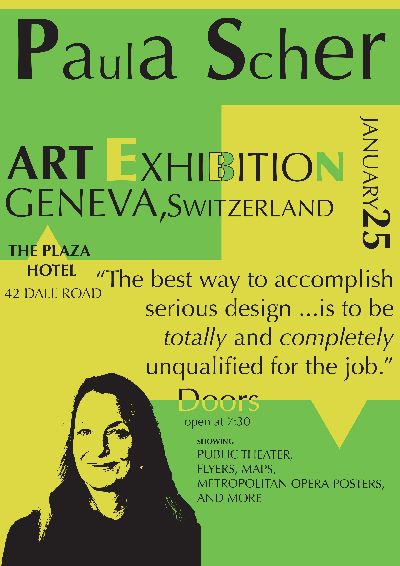 Paula Scher
ART EXHIBITION
GENEVA,SWITZERLAND
JANUARY 25
THE PLAZA
HOTEL
42 DALE ROAD
“The best way to accomplish
serious design ...is to be
totally and completely
unqualified for the job.”
Doors
open at 7:30
SHOWING
PUBLIC THEATER,
FLYERS, MAPS,
METROPOLITAN OPERA POSTERS,
AND MORE